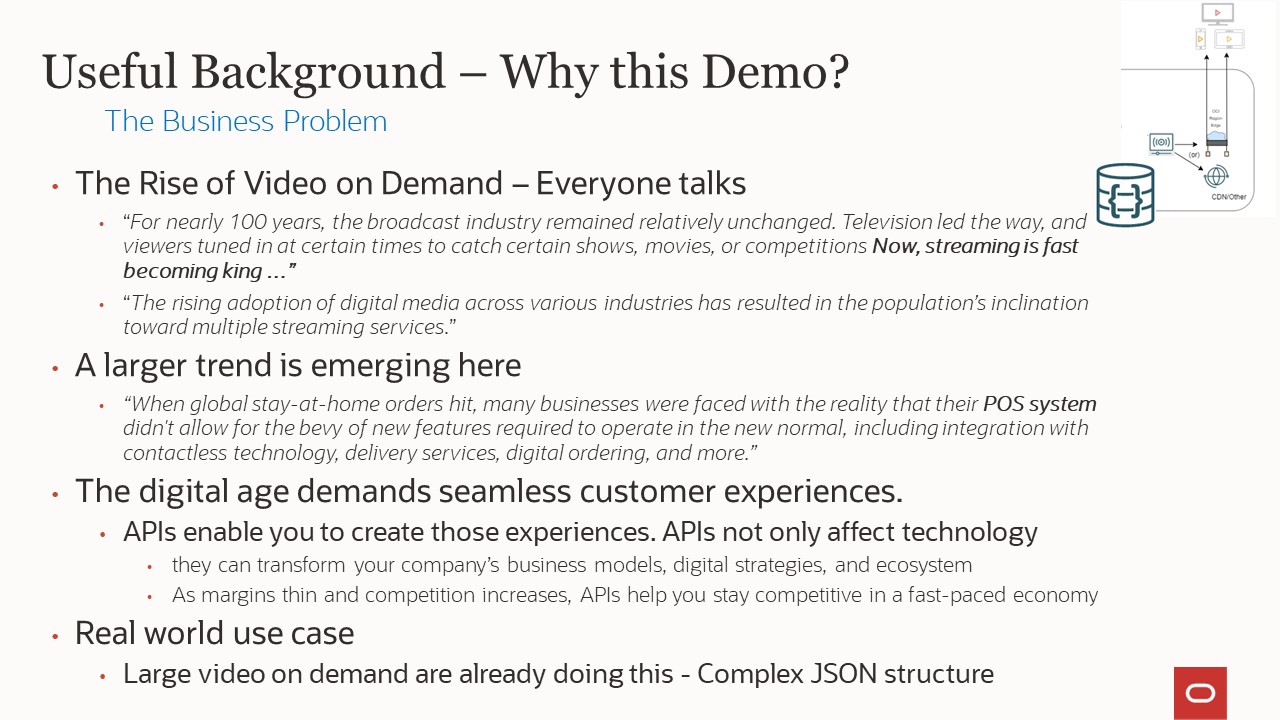 Useful Background – Why this Demo?
The Business Problem
• The Rise of Video on Demand – Everyone talks
• “For nearly 100 years, the broadcast industry remained relatively unchanged. Television led the way, and
viewers tuned in at certain times to catch certain shows, movies, or competitions Now, streaming is fast
becoming king …”
• “The rising adoption of digital media across various industries has resulted in the population’s inclination
toward multiple streaming services.”
• A larger trend is emerging here
• “When global stay-at-home orders hit, many businesses were faced with the reality that their POS system
didn't allow for the bevy of new features required to operate in the new normal, including integration with
contactless technology, delivery services, digital ordering, and more.”
• The digital age demands seamless customer experiences.
• APIs enable you to create those experiences. APIs not only affect technology
• they can transform your company’s business models, digital strategies, and ecosystem
• As margins thin and competition increases, APIs help you stay competitive in a fast-paced economy
• Real world use case
• Large video on demand are already doing this - Complex JSON structure
OCI
Region
Edge
(or)
CDN/Other
{:}